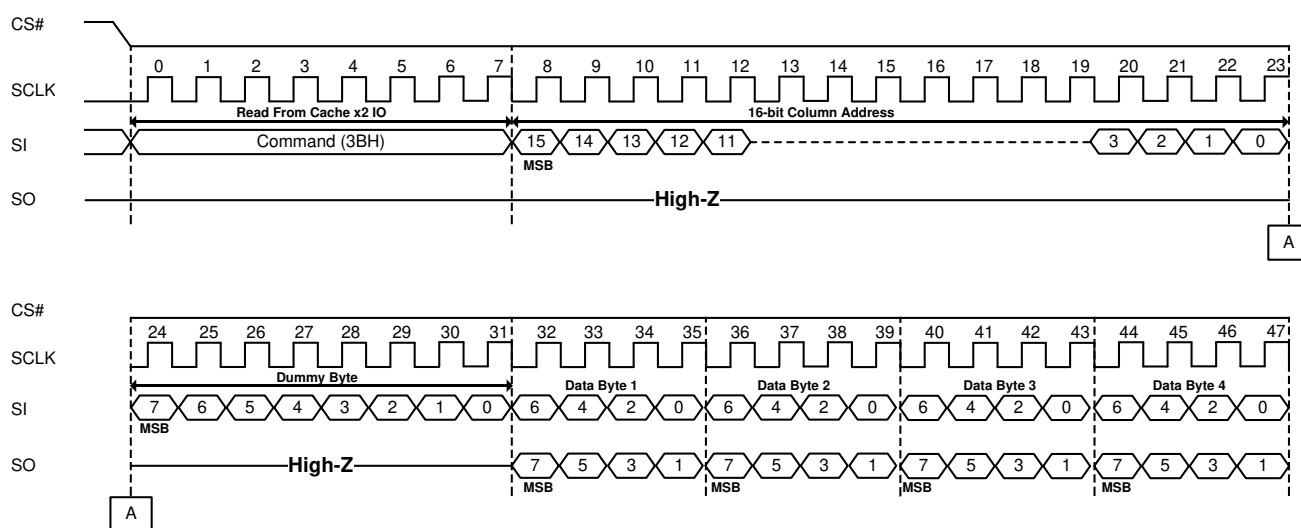 CS#
0 1 2 3 4 5 6 7 8 9 10 11 12 13 14 15 16 17 18 19 20 21 22 23
SCLK
Read From Cache x2 IO 16-bit Column Address
SI Command (3BH) 15 14 13 12 11 3 2 1 0
MSB
SO High-Z
A
CS#
24 25 26 27 28 29 30 31 32 33 34 35 36 37 38 39 40 41 42 43 44 45 46 47
SCLK
Dummy Byte Data Byte 1 Data Byte 2 Data Byte 3 Data Byte 4
SI 7 6 5 4 3 2 1 0 6 4 2 0 6 4 2 0 6 4 2 0 6 4 2 0
MSB
SO High-Z 7 5 3 1 7 5 3 1 7 5 3 1 7 5 3 1
MSB MSB MSB MSB
A